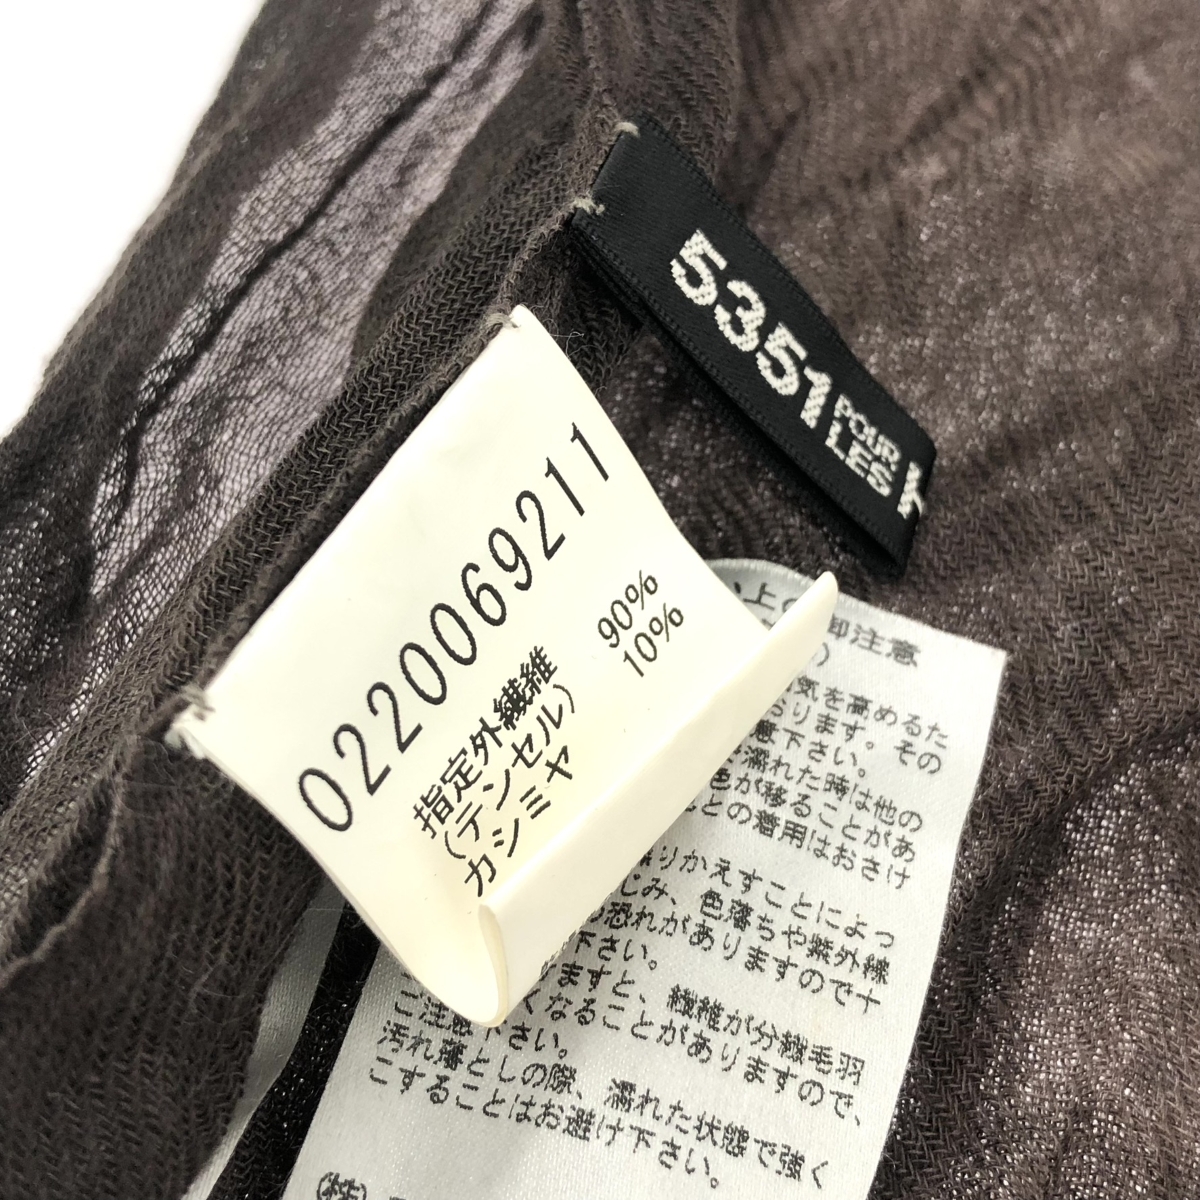 5351
POUR
LES
0220069211
指定外繊維 90%
(テンセル)
カシミヤ 10%
御注意
気を高めるた
ります。その
意下さい。
濡れた時は他の
色が移ることがあ
との着用はおさけ
りかえすことによっ
じみ、色落ちや紫外線
恐れがありますので十
下さい。
ますと、繊維が分繊毛羽
くなることがありますので、
ご注意下さい。
汚れ落としの際、濡れた状態で強く
こすることはお避け下さい。
(株)